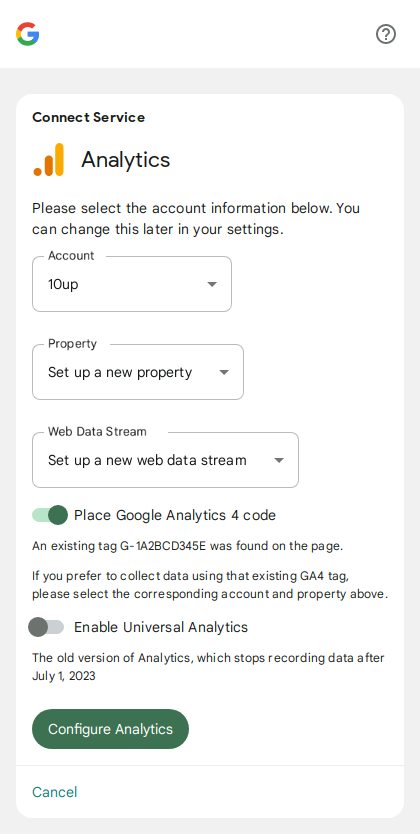 Connect Service
Analytics
Please select the account information below. You
can change this later in your settings.
Account
10up
Property
Set up a new property
Web Data Stream
Set up a new web data stream
Place Google Analytics 4 code
An existing tag G-1A2BCD345E was found on the page.
If you prefer to collect data using that existing GA4 tag,
please select the corresponding account and property above.
Enable Universal Analytics
The old version of Analytics, which stops recording data after
July 1, 2023
Configure Analytics
Cancel